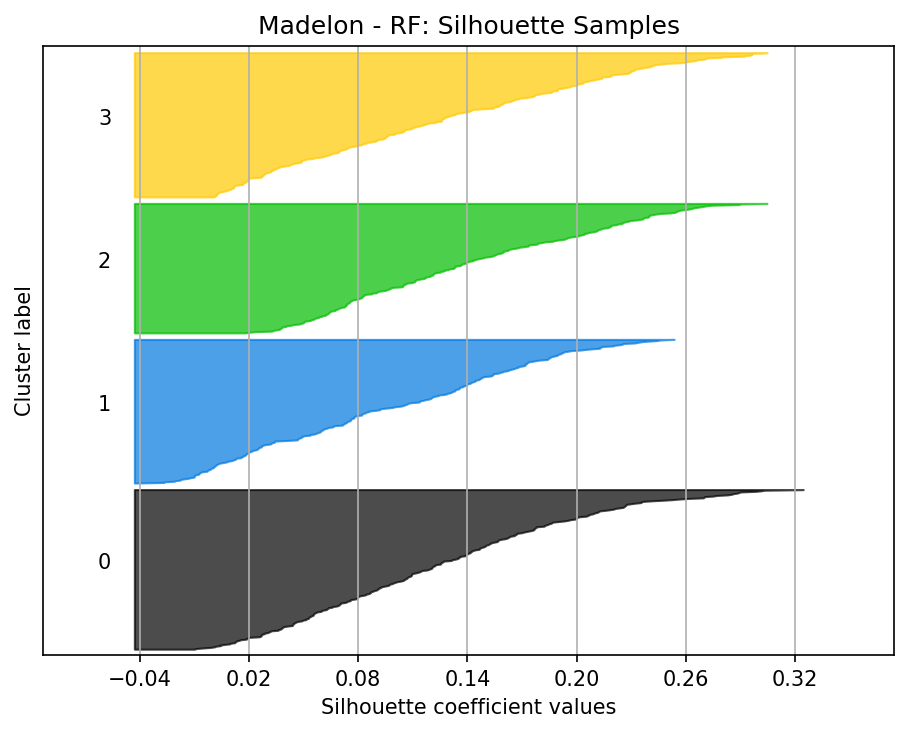 Madelon - RF: Silhouette Samples
3
2
1
0
Cluster label
−0.04 0.02 0.08 0.14 0.20 0.26 0.32
Silhouette coefficient values